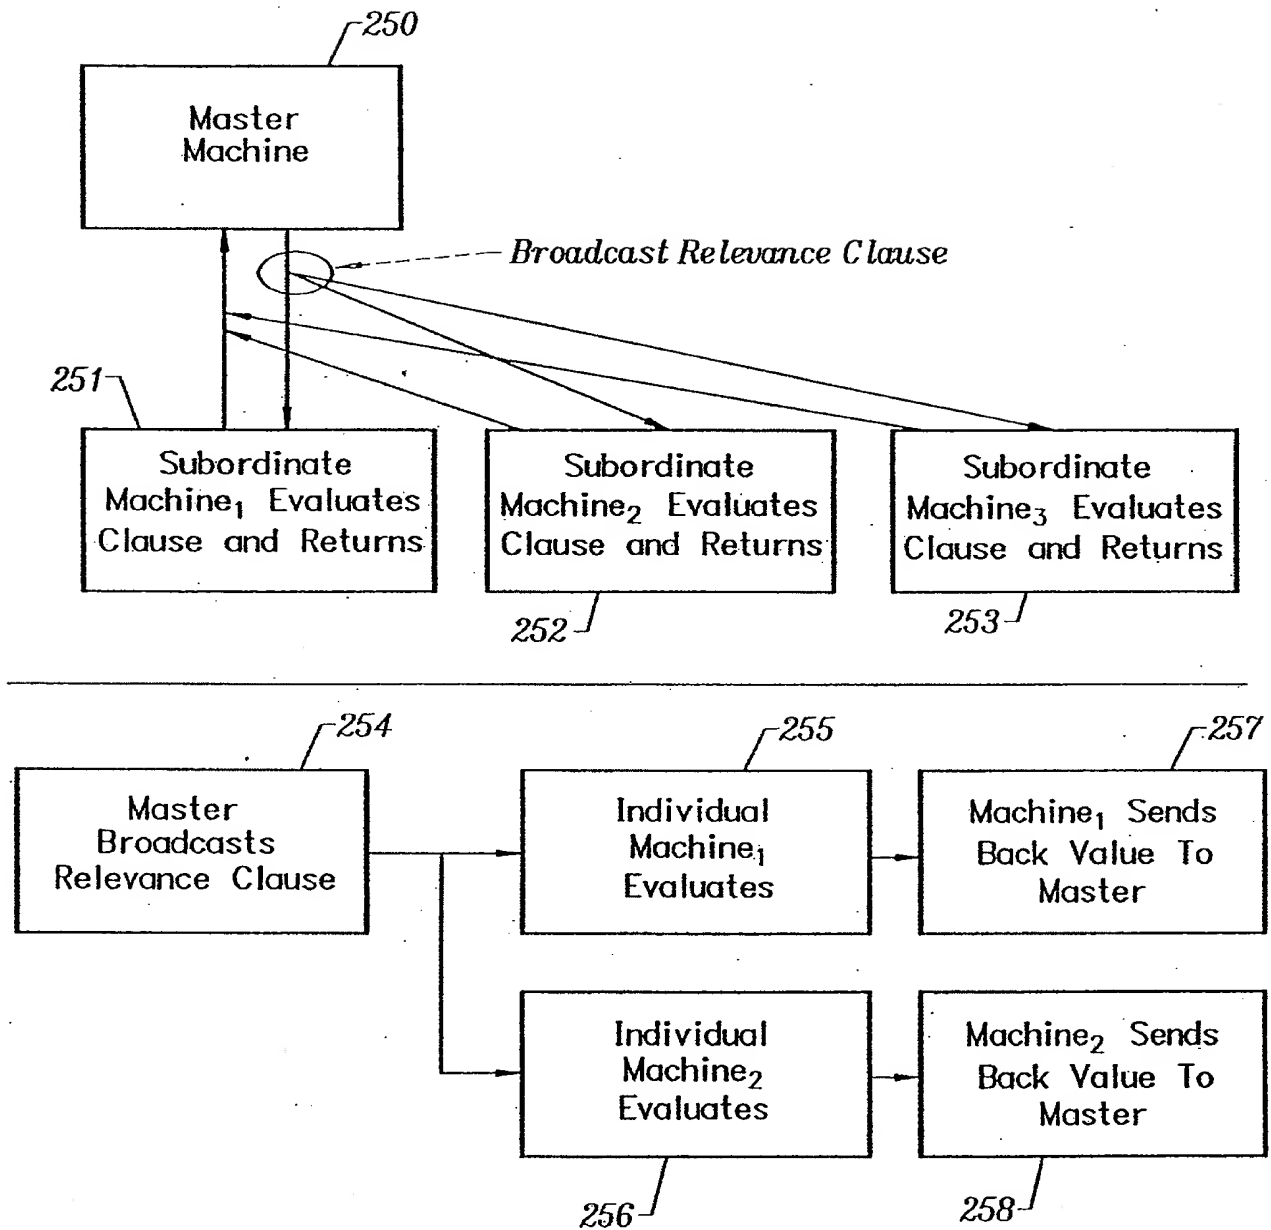 250
Master
Machine
Broadcast Relevance Clause
251
Subordinate
Machine₁ Evaluates
Clause and Returns
Subordinate
Machine₂ Evaluates
Clause and Returns
Subordinate
Machine₃ Evaluates
Clause and Returns
252
253
254
255
257
Master
Broadcasts
Relevance Clause
Individual
Machine₁
Evaluates
Machine₁ Sends
Back Value To
Master
Individual
Machine₂
Evaluates
Machine₂ Sends
Back Value To
Master
256
258